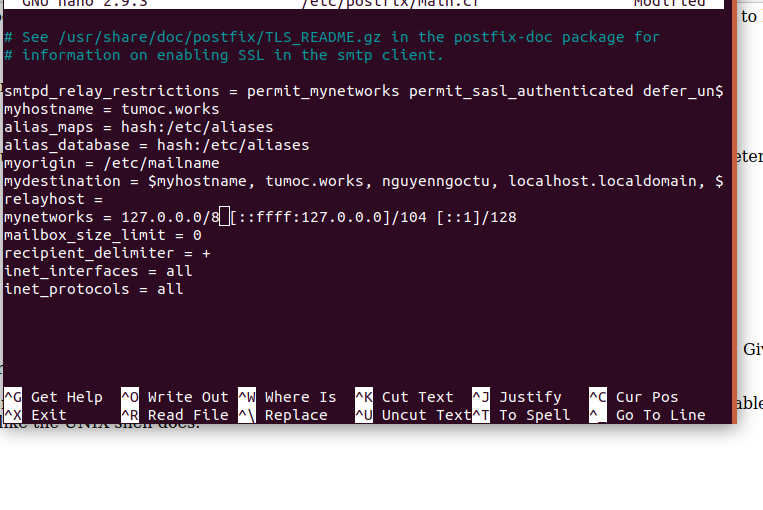 GNU nano 2.9.3 /etc/postfix/main.cf Modified
to
# See /usr/share/doc/postfix/TLS_README.gz in the postfix-doc package for
# information on enabling SSL in the smtp client.
smtpd_relay_restrictions = permit_mynetworks permit_sasl_authenticated defer_un$
myhostname = tumoc.works
alias_maps = hash:/etc/aliases
alias_database = hash:/etc/aliases
myorigin = /etc/mailname
mydestination = $myhostname, tumoc.works, nguyenngoctu, localhost.localdomain, $
relayhost =
mynetworks = 127.0.0.0/8 [::ffff:127.0.0.0]/104 [::1]/128
mailbox_size_limit = 0
recipient_delimiter = +
inet_interfaces = all
inet_protocols = all
^G Get Help ^O Write Out ^W Where Is ^K Cut Text ^J Justify ^C Cur Pos
^X Exit ^R Read File ^\ Replace ^U Uncut Text ^T To Spell ^_ Go To Line
like the UNIX shell does.